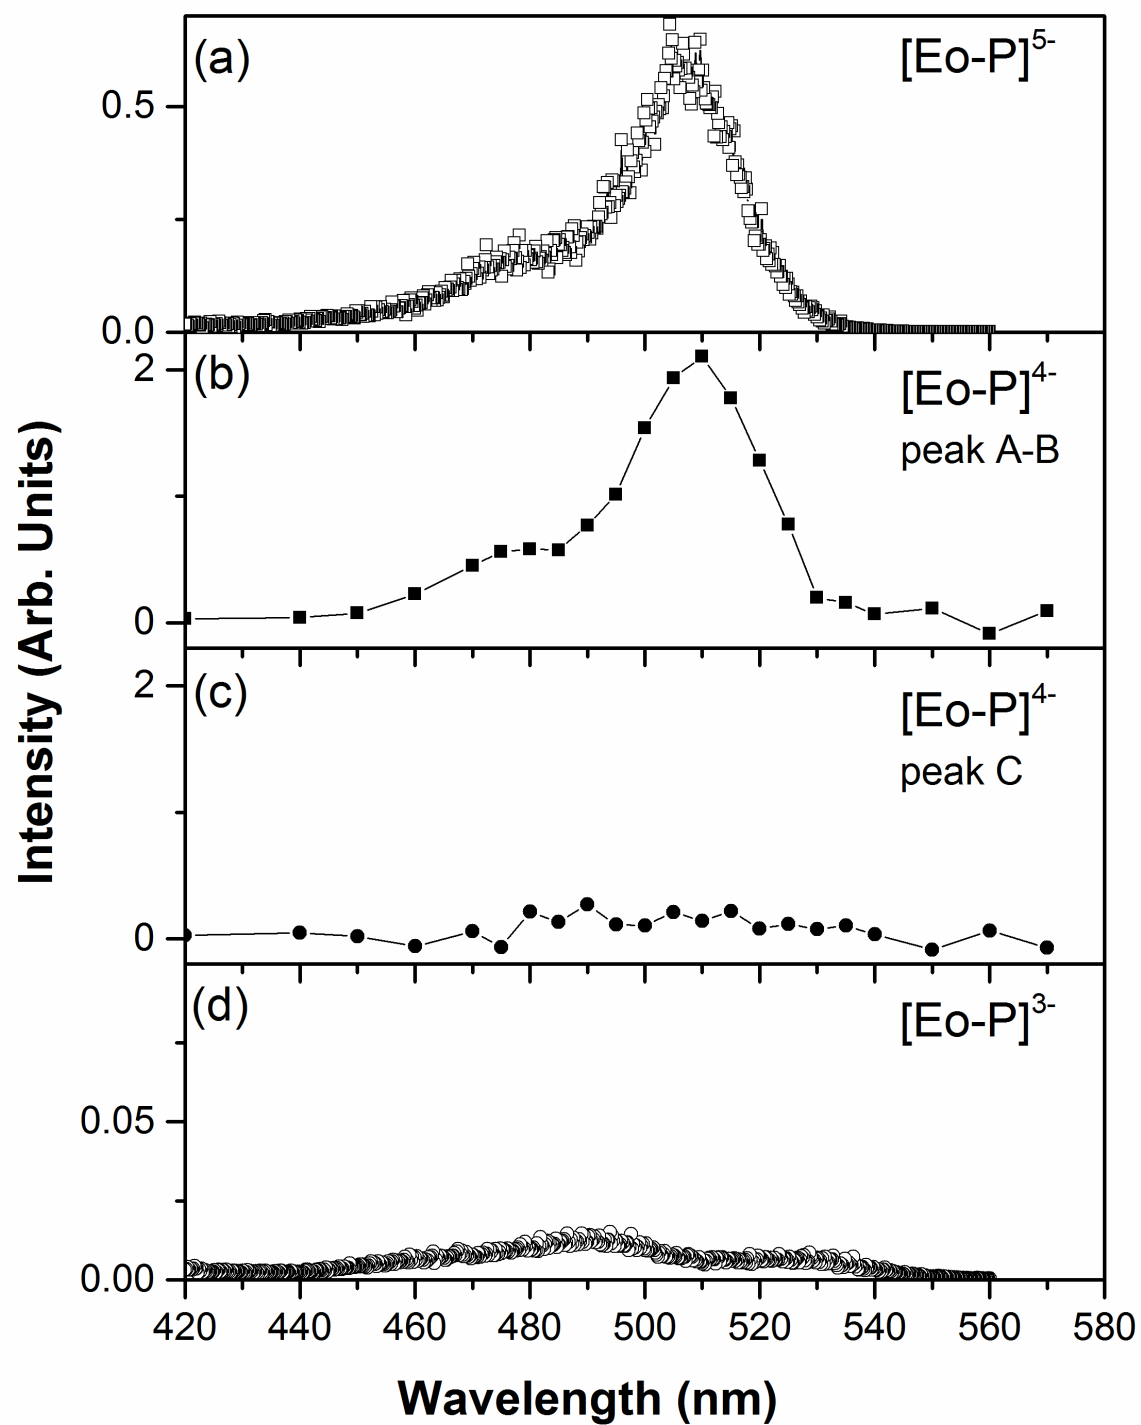 (a)
[Eo-P]5-
0.5
0.0
(b)
[Eo-P]4-
peak A-B
2
0
(c)
[Eo-P]4-
peak C
2
0
(d)
[Eo-P]3-
0.05
0.00
420 440 460 480 500 520 540 560 580
Wavelength (nm)
Intensity (Arb. Units)